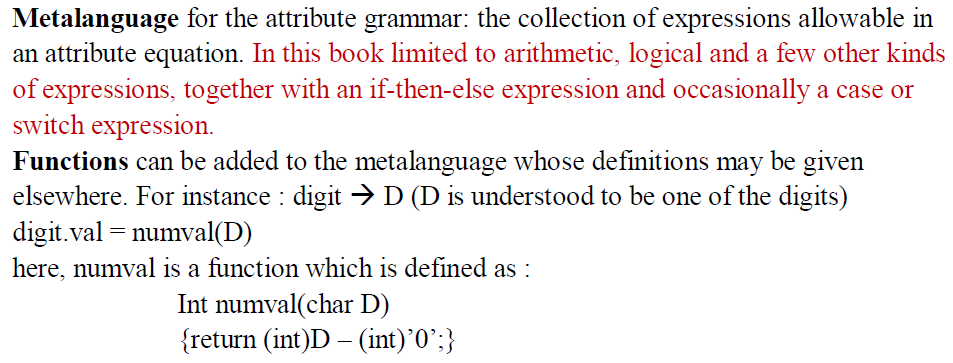 Metalanguage for the attribute grammar: the collection of expressions allowable in
an attribute equation. In this book limited to arithmetic, logical and a few other kinds
of expressions, together with an if-then-else expression and occasionally a case or
switch expression.
Functions can be added to the metalanguage whose definitions may be given
elsewhere. For instance : digit → D (D is understood to be one of the digits)
digit.val = numval(D)
here, numval is a function which is defined as :
Int numval(char D)
{return (int)D – (int)’0’;}